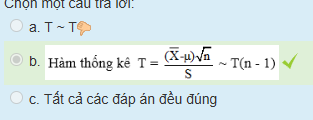 Chọn một câu trả lời:
a. T ~ T
b. Hàm thống kê T = (X̅-μ)√n / S ~ T(n - 1)
c. Tất cả các đáp án đều đúng